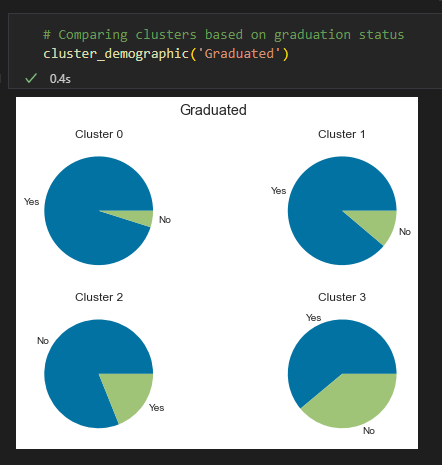 # Comparing clusters based on graduation status
cluster_demographic('Graduated')
0.4s
Graduated
Cluster 0
Cluster 1
Yes
No
Yes
No
Cluster 2
Cluster 3
No
Yes
Yes
No